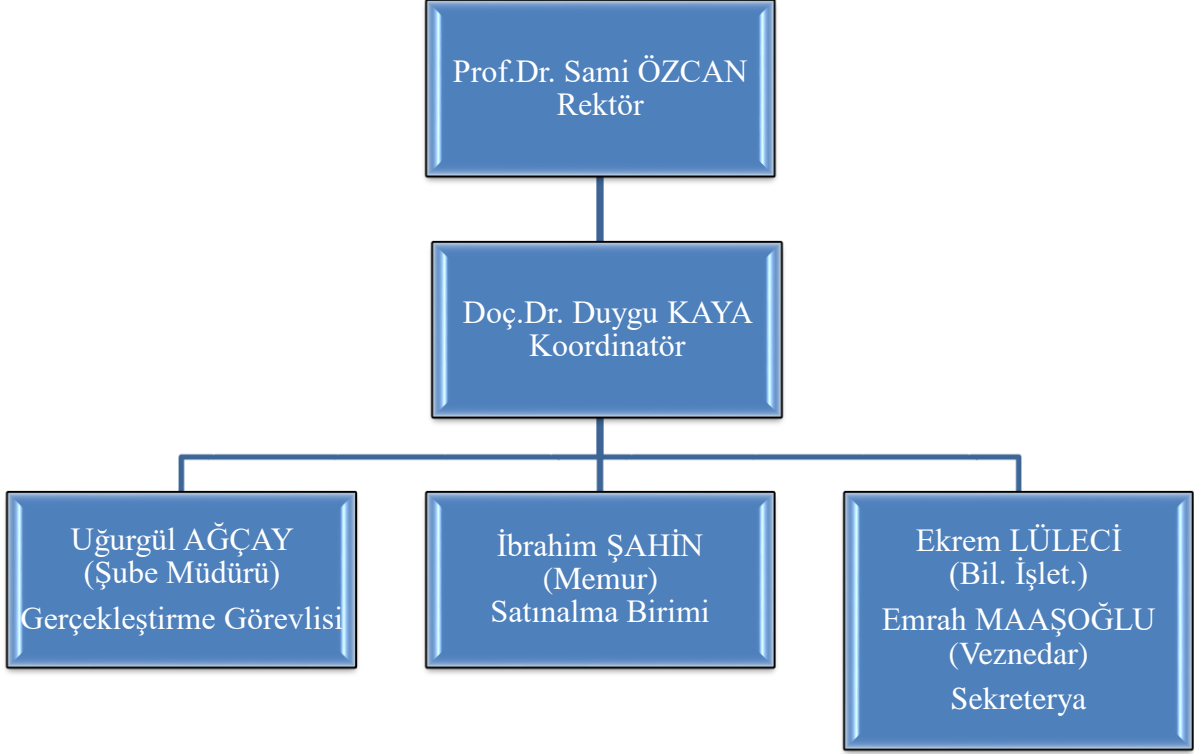 Prof.Dr. Sami ÖZCAN
Rektör
Doç.Dr. Duygu KAYA
Koordinatör
Uğurgül AĞÇAY
(Şube Müdürü)
Gerçekleştirme Görevlisi
İbrahim ŞAHİN
(Memur)
Satınalma Birimi
Ekrem LÜLECİ
(Bil. İşlet.)
Emrah MAAŞOĞLU
(Veznedar)
Sekreterya